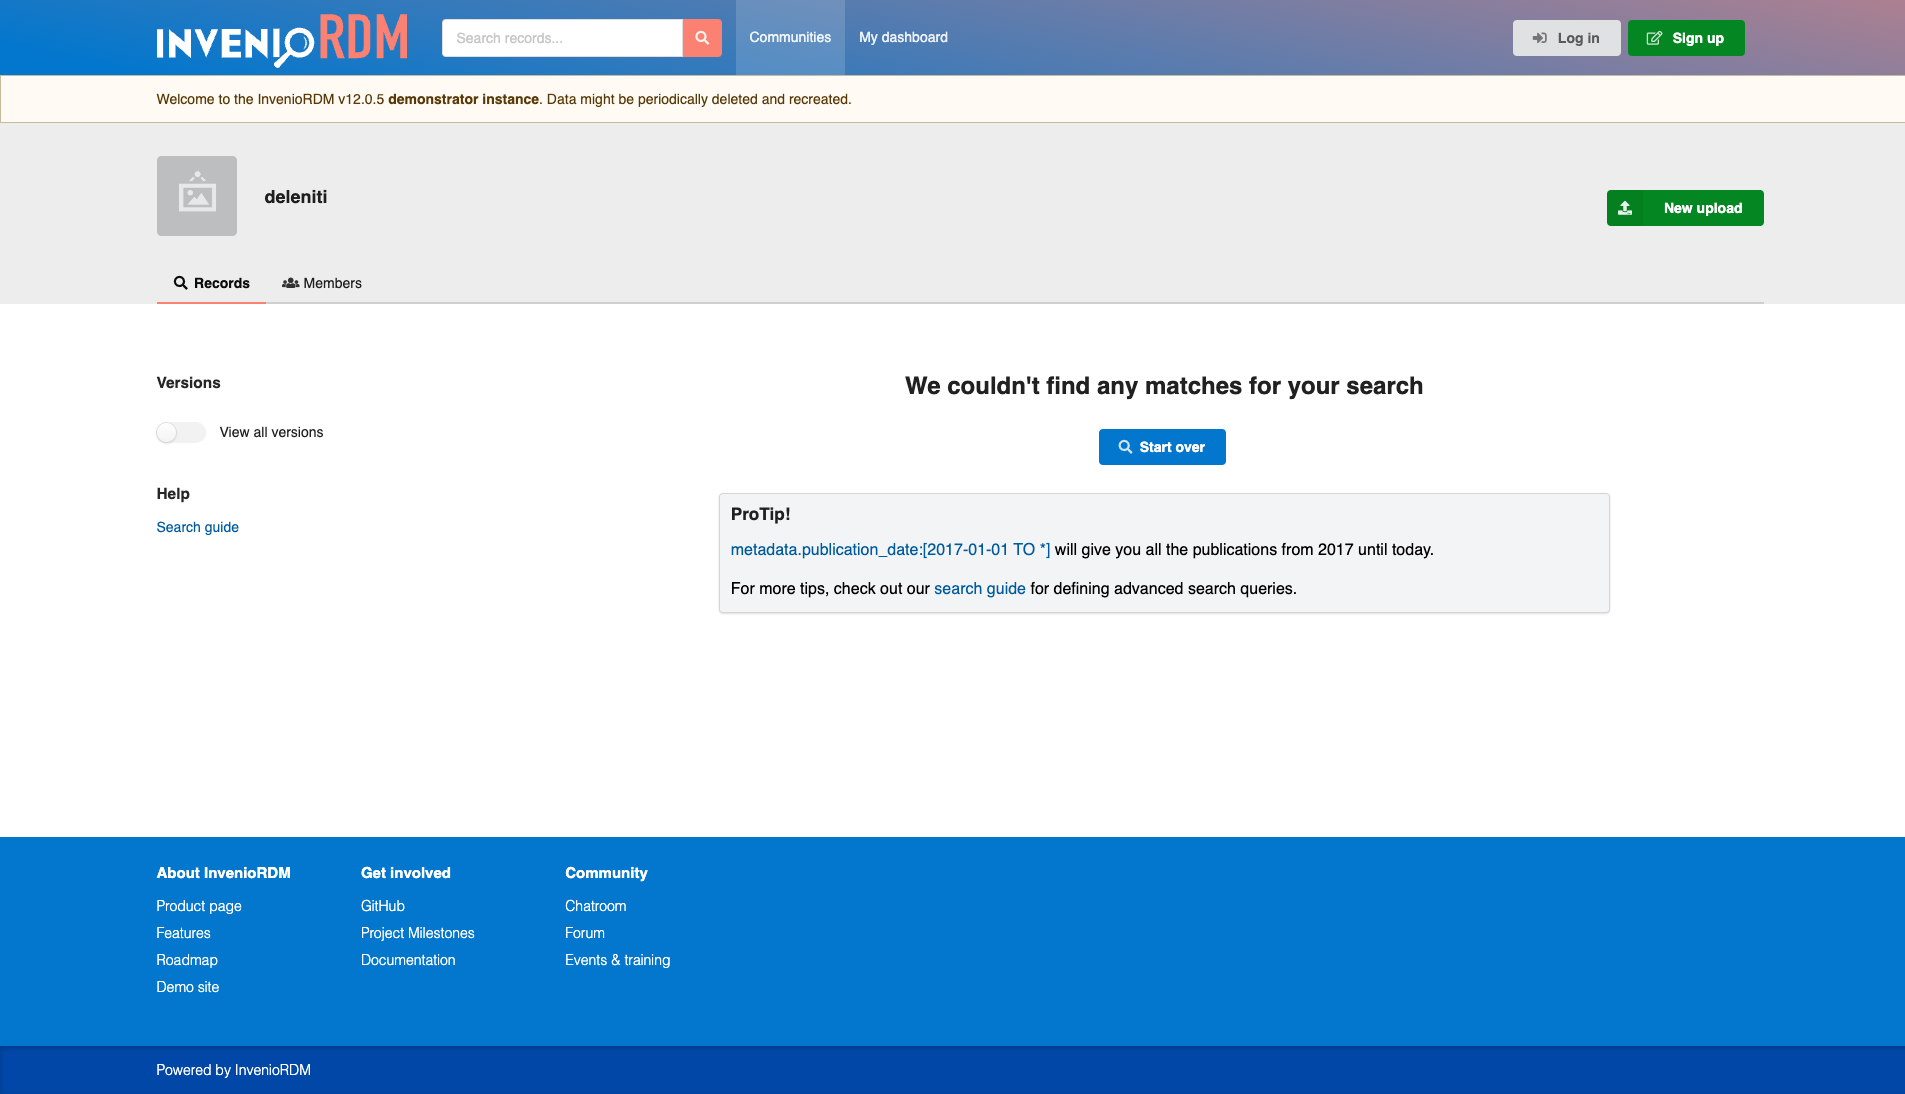 INVENIO RDM
Search records...
Communities
My dashboard
Log in
Sign up
Welcome to the InvenioRDM v12.0.5 demonstrator instance. Data might be periodically deleted and recreated.
deleniti
New upload
Records
Members
Versions
View all versions
Help
Search guide
We couldn't find any matches for your search
Start over
ProTip!
metadata.publication_date:[2017-01-01 TO *] will give you all the publications from 2017 until today.
For more tips, check out our search guide for defining advanced search queries.
About InvenioRDM
Product page
Features
Roadmap
Demo site
Get involved
GitHub
Project Milestones
Documentation
Community
Chatroom
Forum
Events & training
Powered by InvenioRDM